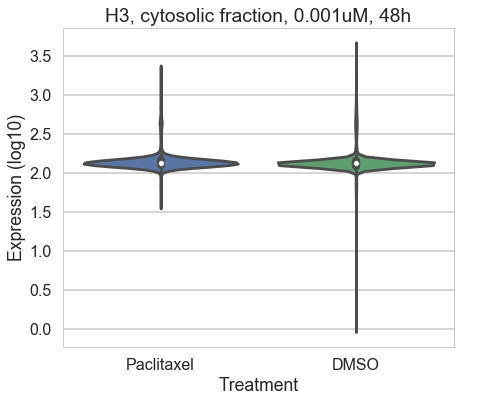 H3, cytosolic fraction, 0.001uM, 48h
Expression (log10)
3.5
3.0
2.5
2.0
1.5
1.0
0.5
0.0
Paclitaxel DMSO
Treatment